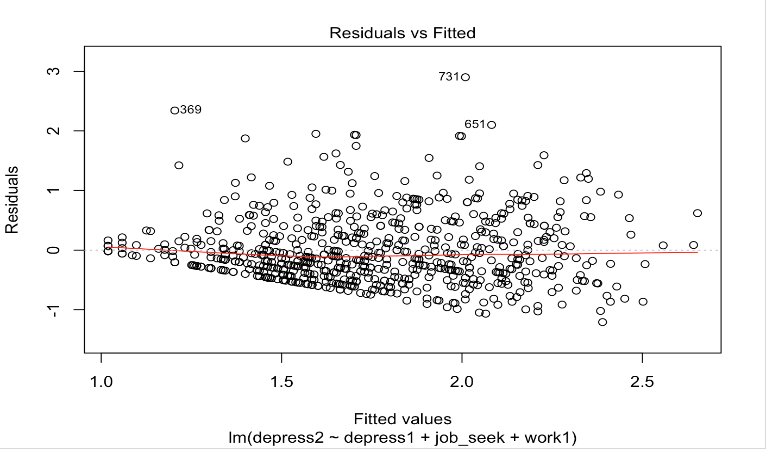 Residuals vs Fitted
3
731
369
651
2
1
0
-1
Residuals
1.0 1.5 2.0 2.5
Fitted values
lm(depress2 ~ depress1 + job_seek + work1)